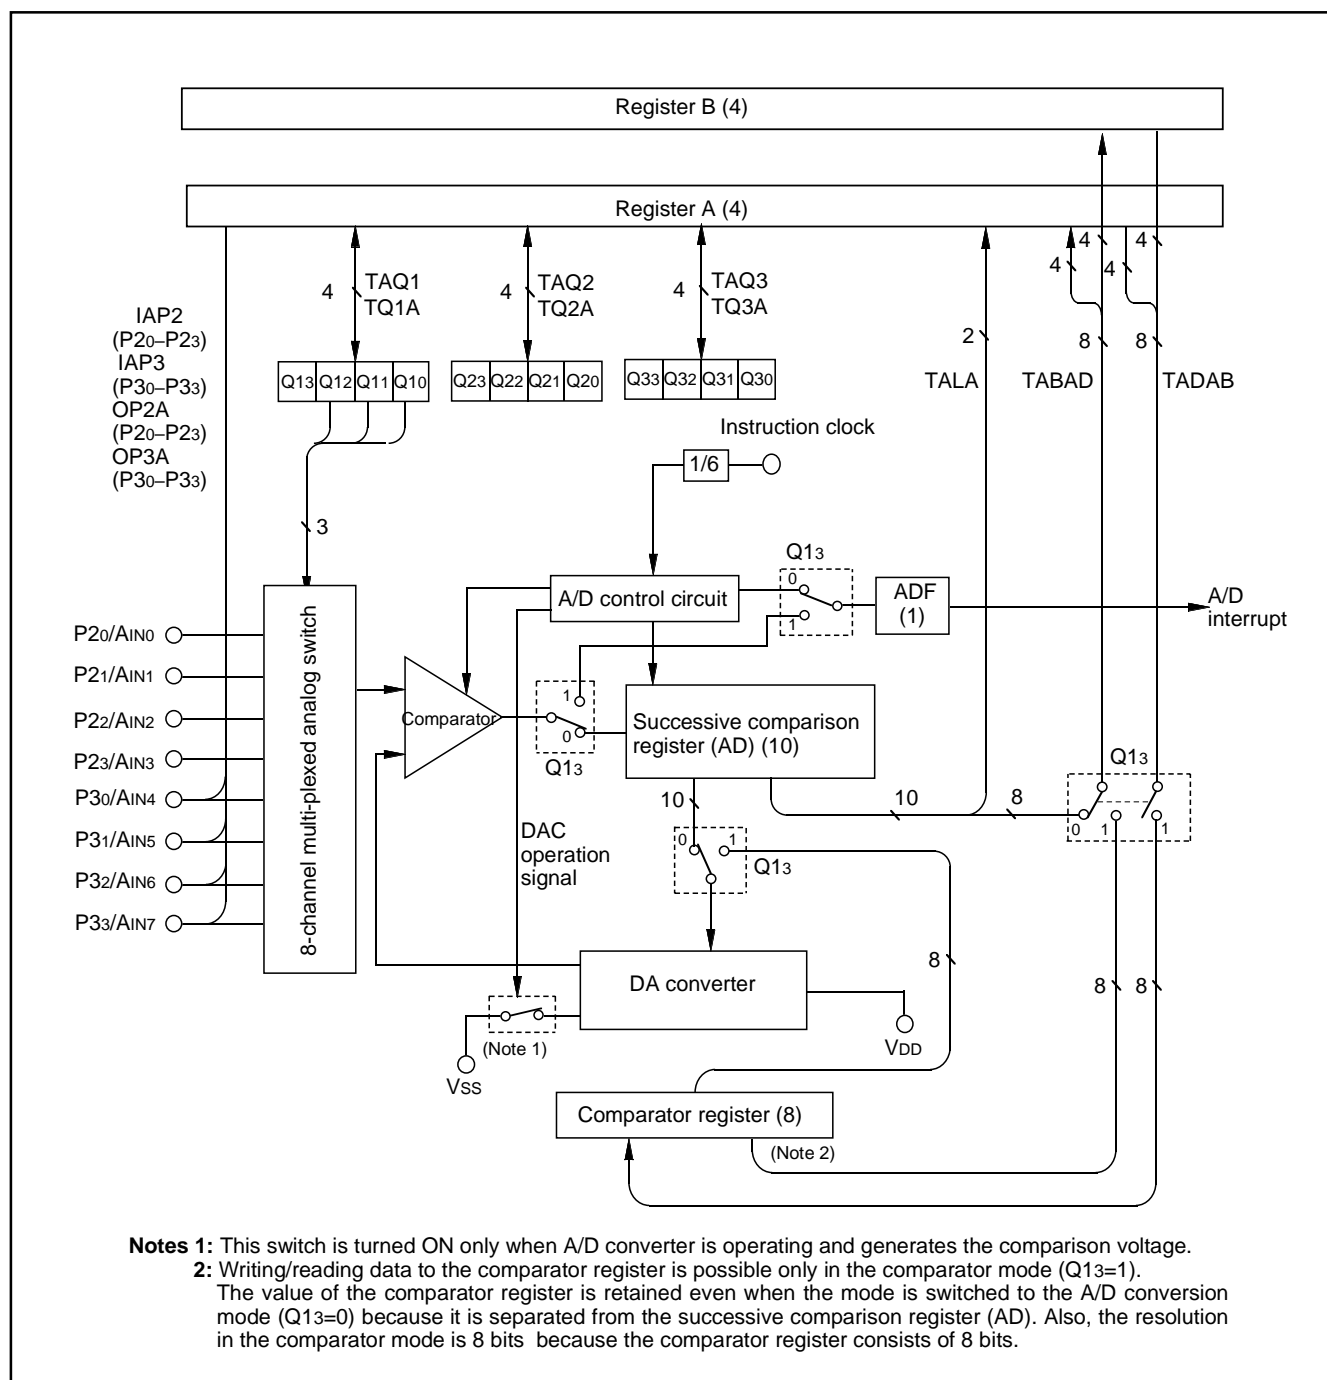 Register B (4)
Register A (4)
4 4
4 4
TAQ1 TAQ2 TAQ3
4 4 4
TQ1A TQ2A TQ3A
IAP2
(P20–P23)
IAP3
(P30–P33)
OP2A
(P20–P23)
OP3A
(P30–P33)
2 8 8
TALA TABAD TADAB
Q13 Q12 Q11 Q10
Q23 Q22 Q21 Q20
Q33 Q32 Q31 Q30
Instruction clock
1/6
3
Q13
0
1
A/D control circuit
ADF
(1)
A/D
interrupt
8-channel multi-plexed analog switch
P20/AIN0
P21/AIN1
P22/AIN2
P23/AIN3
P30/AIN4
P31/AIN5
P32/AIN6
P33/AIN7
Comparator
1
0
Q13
Successive comparison
register (AD) (10)
Q13
0 1 1
10 10 8
DAC
operation
signal
0 1
Q13
DA converter
8 8 8
(Note 1)
VSS
VDD
Comparator register (8)
(Note 2)
Notes 1: This switch is turned ON only when A/D converter is operating and generates the comparison voltage.
2: Writing/reading data to the comparator register is possible only in the comparator mode (Q13=1).
The value of the comparator register is retained even when the mode is switched to the A/D conversion
mode (Q13=0) because it is separated from the successive comparison register (AD). Also, the resolution
in the comparator mode is 8 bits because the comparator register consists of 8 bits.